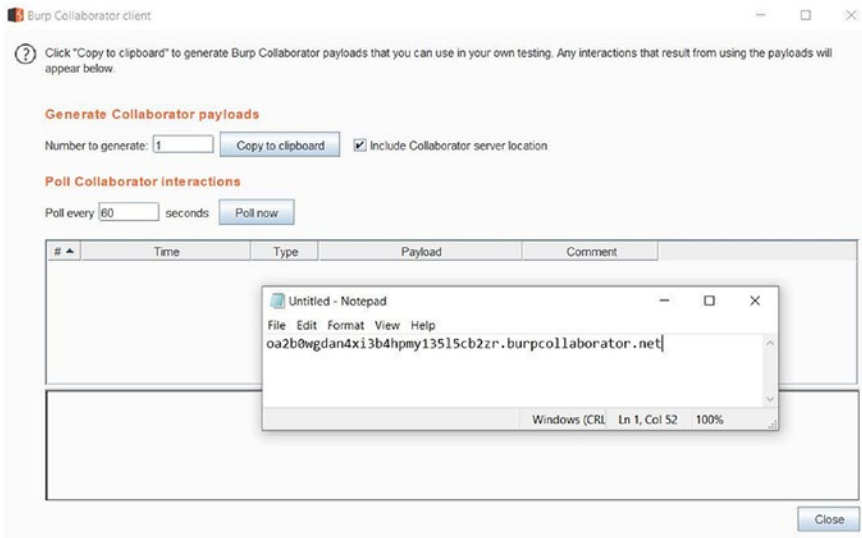 Burp Collaborator client
Click "Copy to clipboard" to generate Burp Collaborator payloads that you can use in your own testing. Any interactions that result from using the payloads will
appear below.
Generate Collaborator payloads
Number to generate: 1 Copy to clipboard Include Collaborator server location
Poll Collaborator interactions
Poll every 60 seconds Poll now
# Time Type Payload Comment
Untitled - Notepad
File Edit Format View Help
oa2b0wgdan4xi3b4hpmy135l5cb2zr.burpcollaborator.net
Windows (CRL Ln 1, Col 52 100%
Close